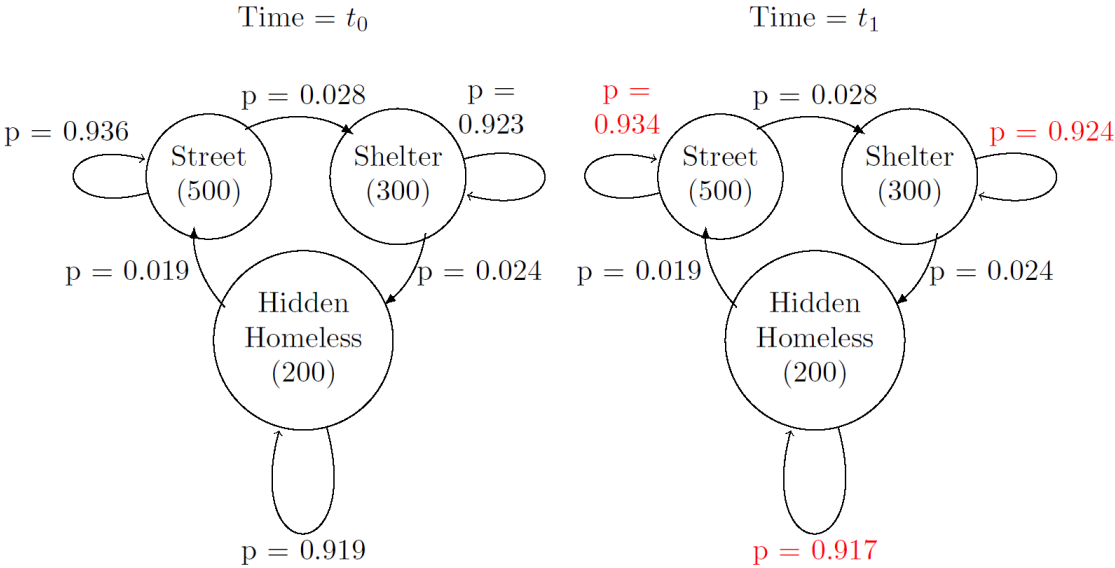 Time = t₀
p = 0.028
p =
0.923
p = 0.936
Street
(500)
Shelter
(300)
p = 0.019
p = 0.024
Hidden
Homeless
(200)
p = 0.919
Time = t₁
p =
0.934
p = 0.028
p = 0.924
Street
(500)
Shelter
(300)
p = 0.019
p = 0.024
Hidden
Homeless
(200)
p = 0.917